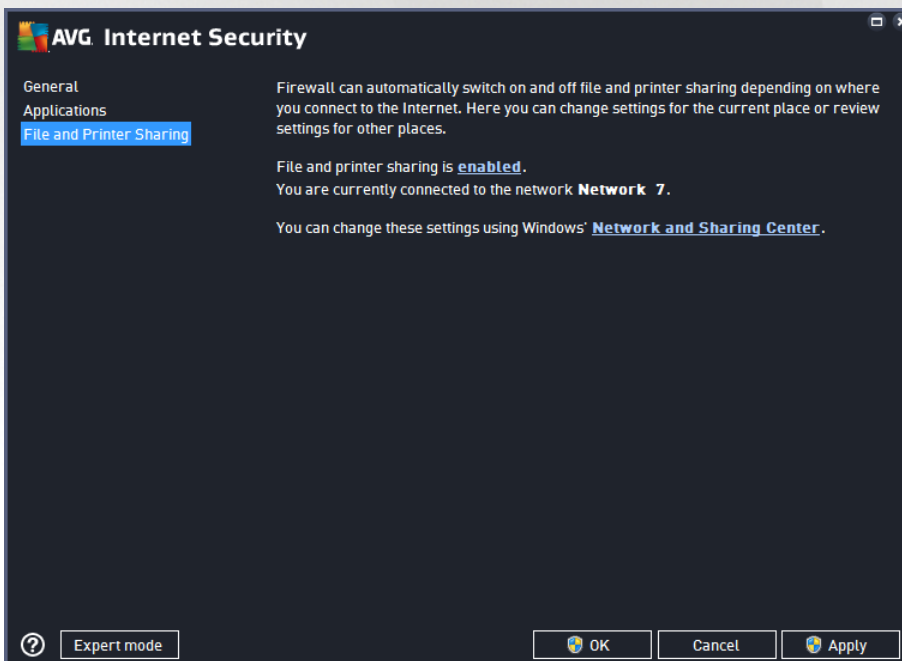 AVG. Internet Security
General
Applications
File and Printer Sharing
Firewall can automatically switch on and off file and printer sharing depending on where
you connect to the Internet. Here you can change settings for the current place or review
settings for other places.
File and printer sharing is enabled.
You are currently connected to the network Network 7.
You can change these settings using Windows' Network and Sharing Center.
? Expert mode
OK
Cancel
Apply